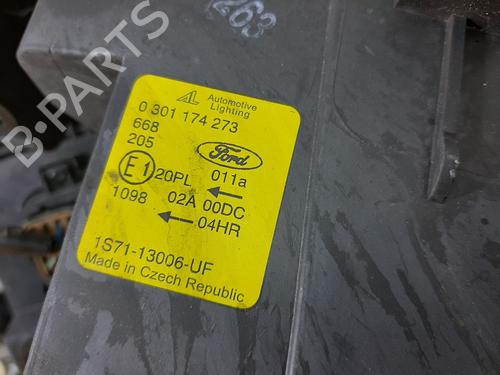 263
B-PARTS
AL Automotive Lighting
0 301 174 273
668
205
Ford
E1 20PL 011a
1098 02A 00DC
04HR
1S71-13006-UF
Made in Czech Republic